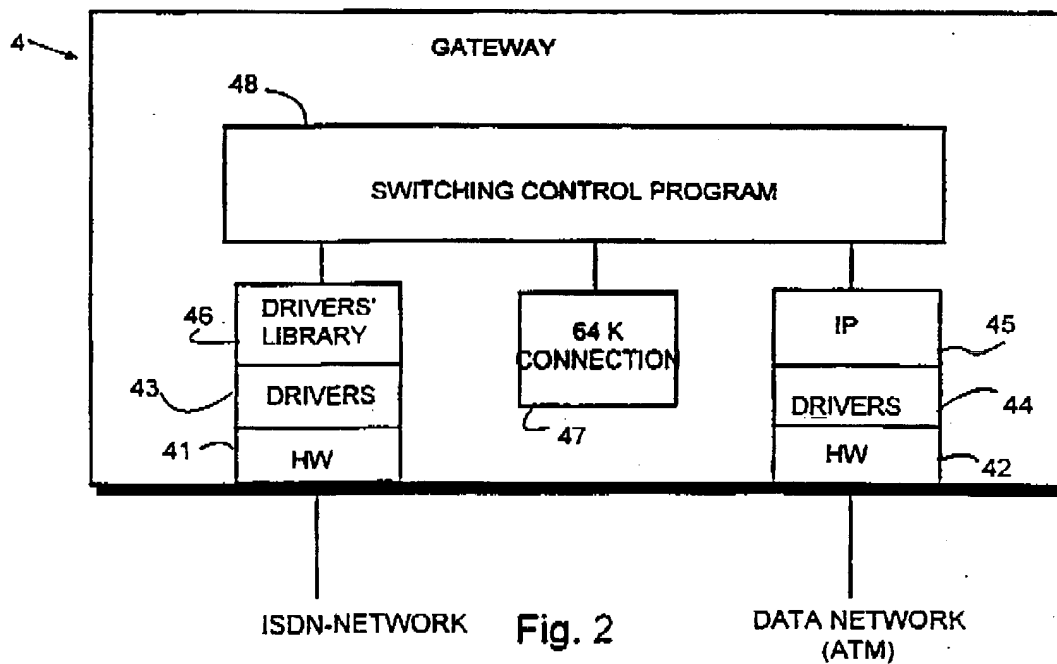 4
GATEWAY
48
SWITCHING CONTROL PROGRAM
46
DRIVERS'
LIBRARY
64 K
CONNECTION
IP
45
43
DRIVERS
47
DRIVERS
44
41
HW
HW
42
ISDN-NETWORK
Fig. 2
DATA NETWORK
(ATM)